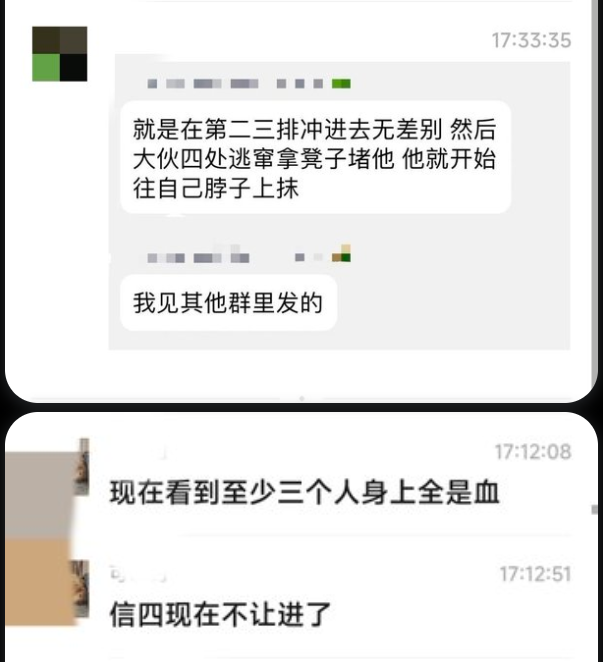 17:33:35
就是在第二三排冲进去无差别 然后
大伙四处逃窜拿凳子堵他 他就开始
往自己脖子上抹
我见其他群里发的
17:12:08
现在看到至少三个人身上全是血
17:12:51
信四现在不让进了